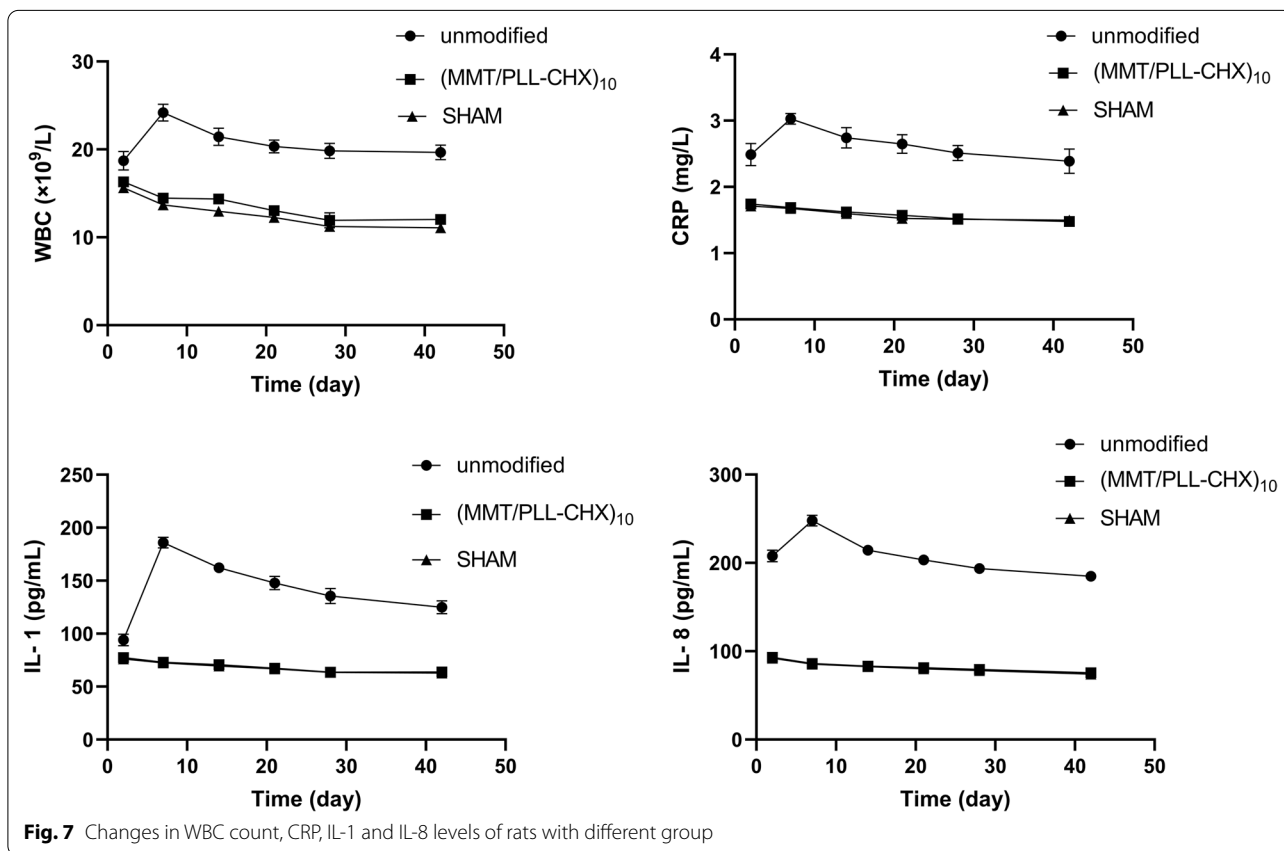 unmodified
(MMT/PLL-CHX)10
SHAM
30
20
10
0
WBC (×10⁹/L)
0 10 20 30 40 50
Time (day)
unmodified
(MMT/PLL-CHX)10
SHAM
4
3
2
1
0
CRP (mg/L)
0 10 20 30 40 50
Time (day)
unmodified
(MMT/PLL-CHX)10
SHAM
250
200
150
100
50
0
IL- 1 (pg/mL)
0 10 20 30 40 50
Time (day)
unmodified
(MMT/PLL-CHX)10
SHAM
300
200
100
0
IL- 8 (pg/mL)
0 10 20 30 40 50
Time (day)
Fig. 7 Changes in WBC count, CRP, IL-1 and IL-8 levels of rats with different group